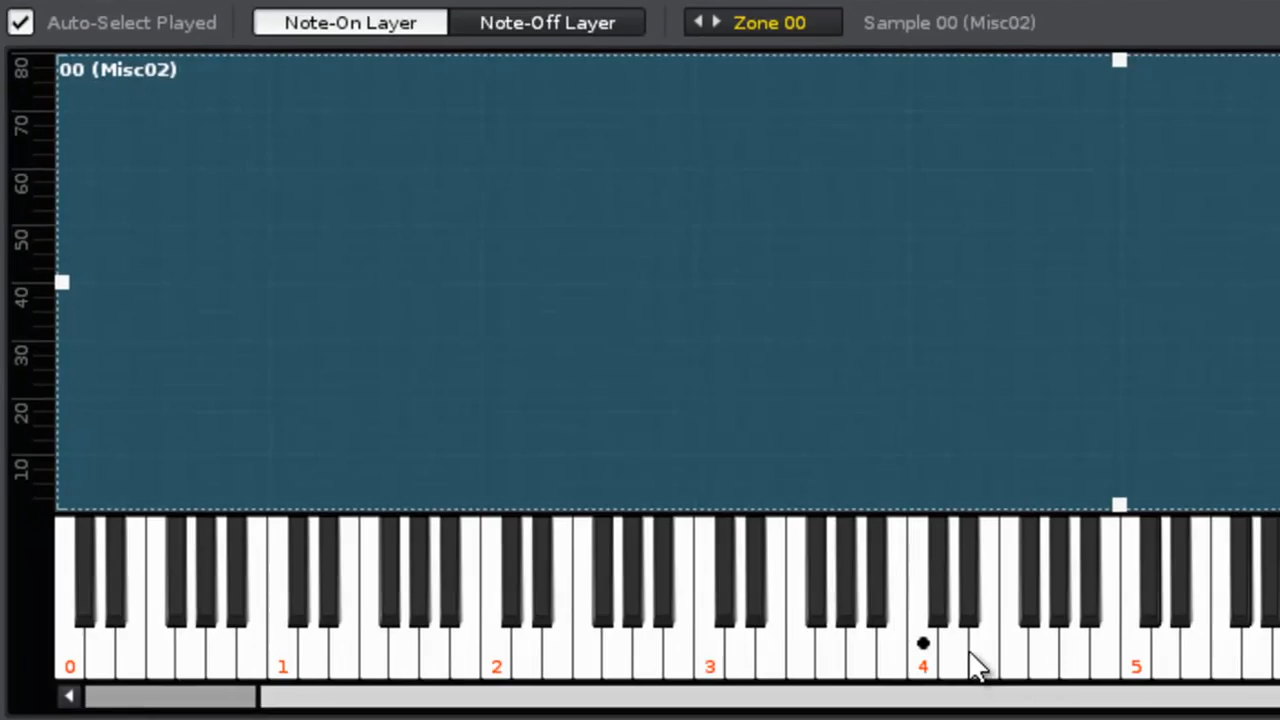 Auto-Select Played Note-On Layer Note-Off Layer Zone 00 Sample 00 (Misc02)
00 (Misc02)
80
70
60
50
40
30
20
10
0 1 2 3 4 5